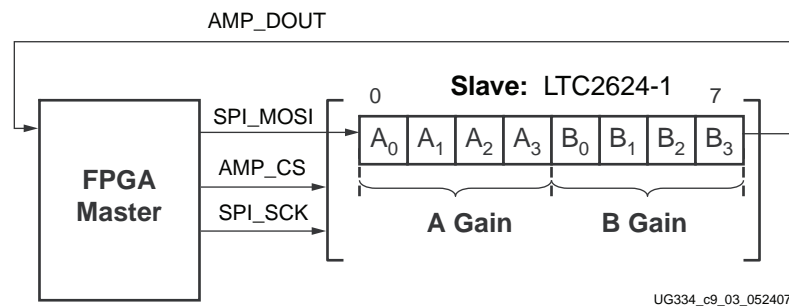 AMP_DOUT
0 Slave: LTC2624-1 7
SPI_MOSI
A0 A1 A2 A3 B0 B1 B2 B3
FPGA
Master
AMP_CS
SPI_SCK
A Gain B Gain
UG334_c9_03_052407